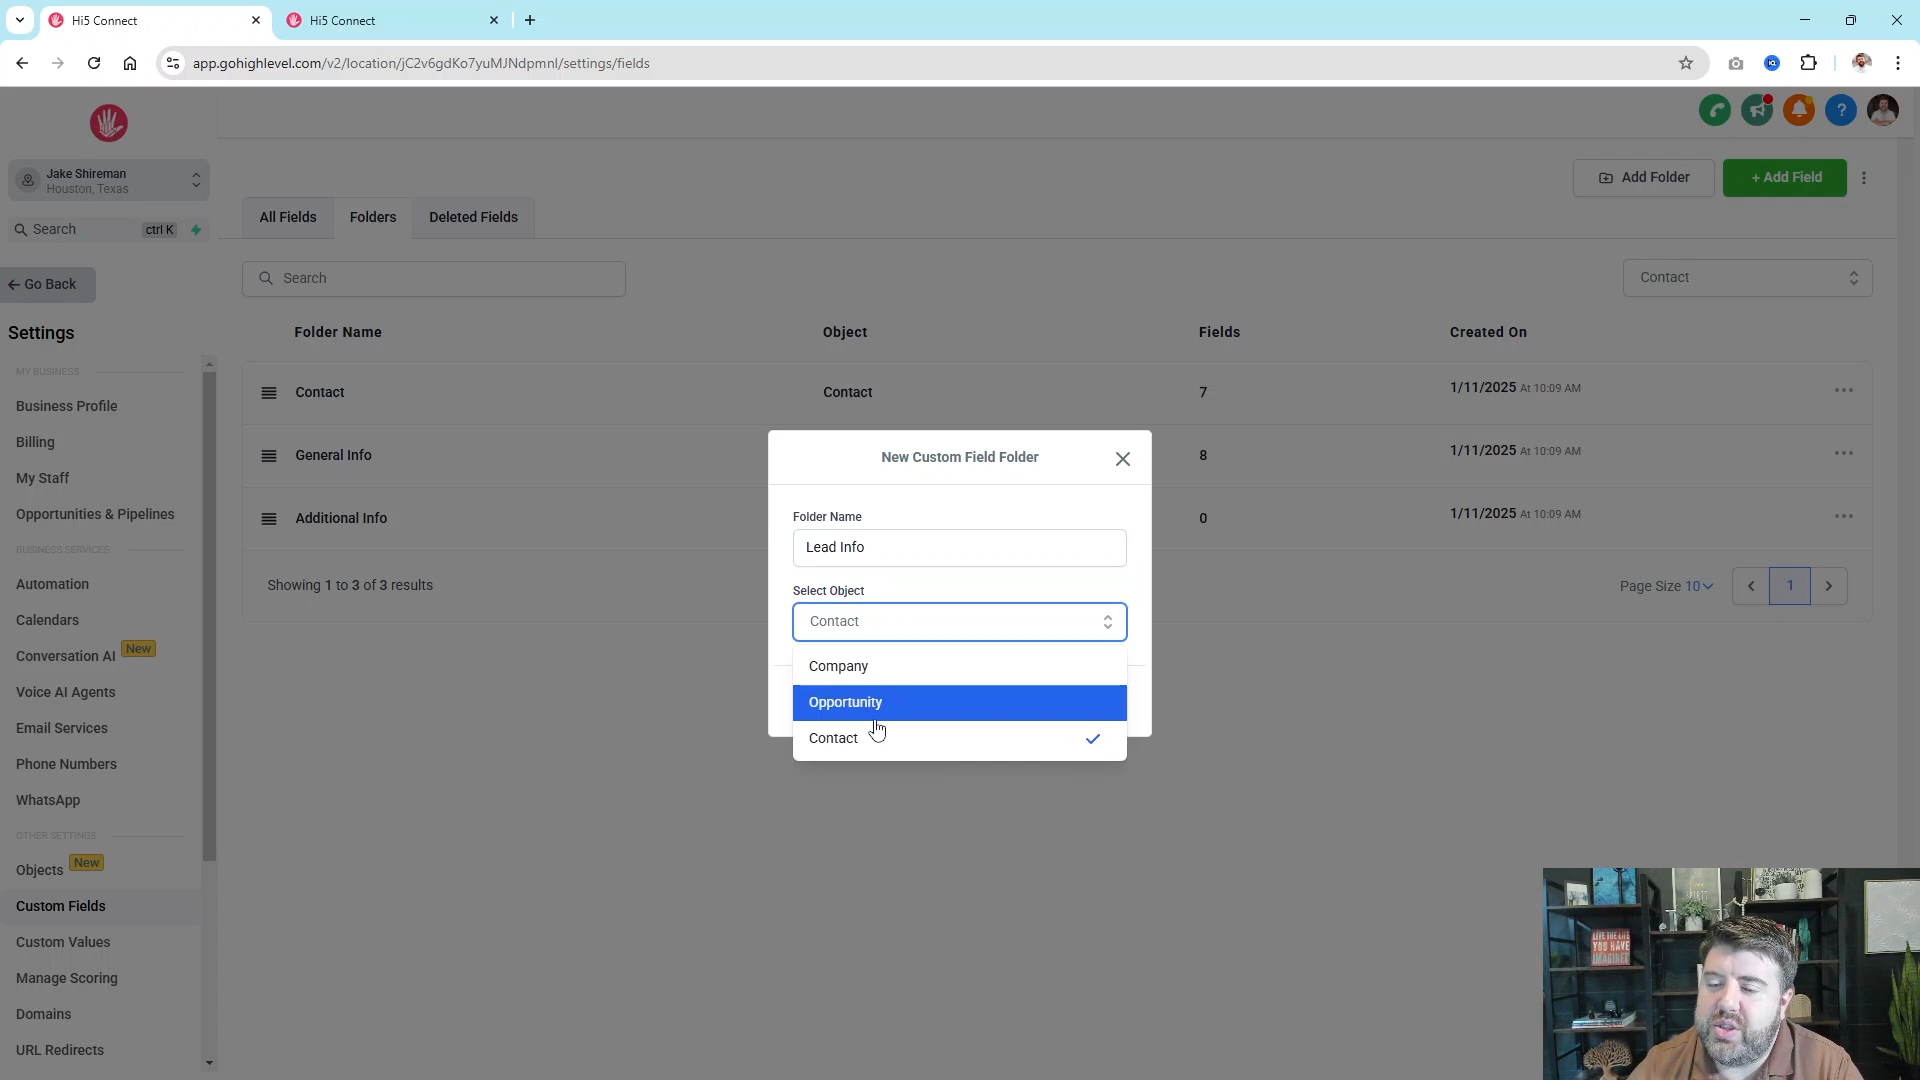 Hi5 Connect
Hi5 Connect
app.gohighlevel.com/v2/location/jC2v6gdKo7yuMJNdpmnl/settings/fields
Jake Shireman
Houston, Texas
Search
ctrl K
Go Back
Settings
MY BUSINESS
Business Profile
Billing
My Staff
Opportunities & Pipelines
BUSINESS SERVICES
Automation
Calendars
Conversation AI New
Voice AI Agents
Email Services
Phone Numbers
WhatsApp
OTHER SETTINGS
Objects New
Custom Fields
Custom Values
Manage Scoring
Domains
URL Redirects
Add Folder
+ Add Field
All Fields
Folders
Deleted Fields
Search
Contact
Folder Name
Object
Fields
Created On
Contact
Contact
7
1/11/2025 At 10:09 AM
General Info
8
1/11/2025 At 10:09 AM
Additional Info
0
1/11/2025 At 10:09 AM
Showing 1 to 3 of 3 results
Page Size 10
1
New Custom Field Folder
Folder Name
Lead Info
Select Object
Contact
Company
Opportunity
Contact
LIVE THE LIFE
YOU HAVE
IMAGINED